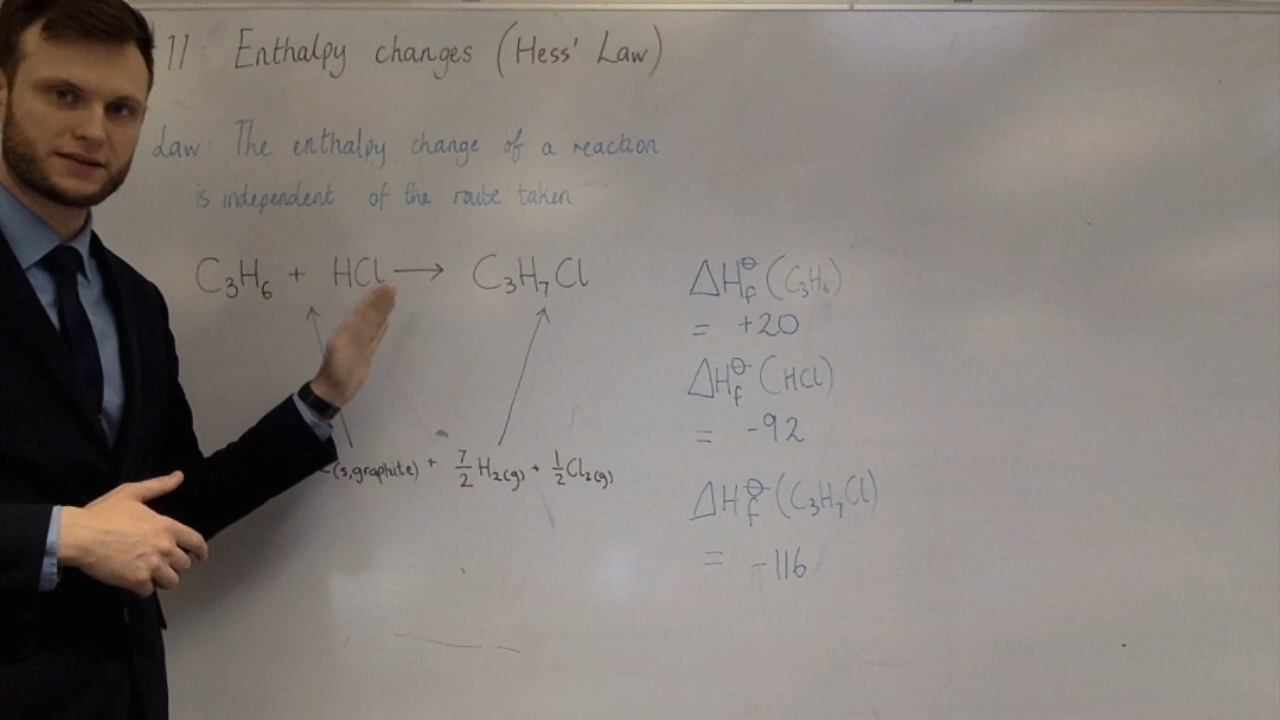 11 Enthalpy changes (Hess' Law)
Law: The enthalpy change of a reaction
is independent of the route taken
C₃H₆ + HCl → C₃H₇Cl
(s,graphite) + 7/2 H₂(g) + 1/2 Cl₂(g)
ΔHf⦵ (C₃H₆)
= +20
ΔHf⦵ (HCl)
= -92
ΔHf⦵ (C₃H₇Cl)
= -116